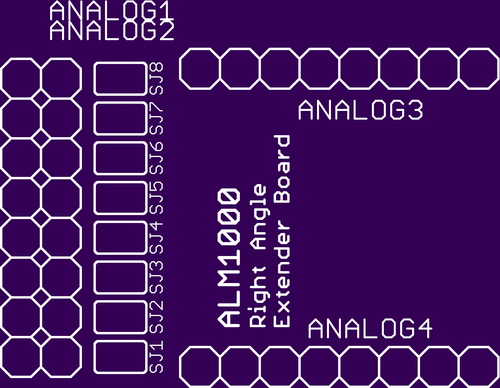 ANALOG1
ANALOG2
SJ8
SJ7
SJ6
SJ5
SJ4
SJ3
SJ2
SJ1
ANALOG3
ALM1000
Right Angle
Extender Board
ANALOG4